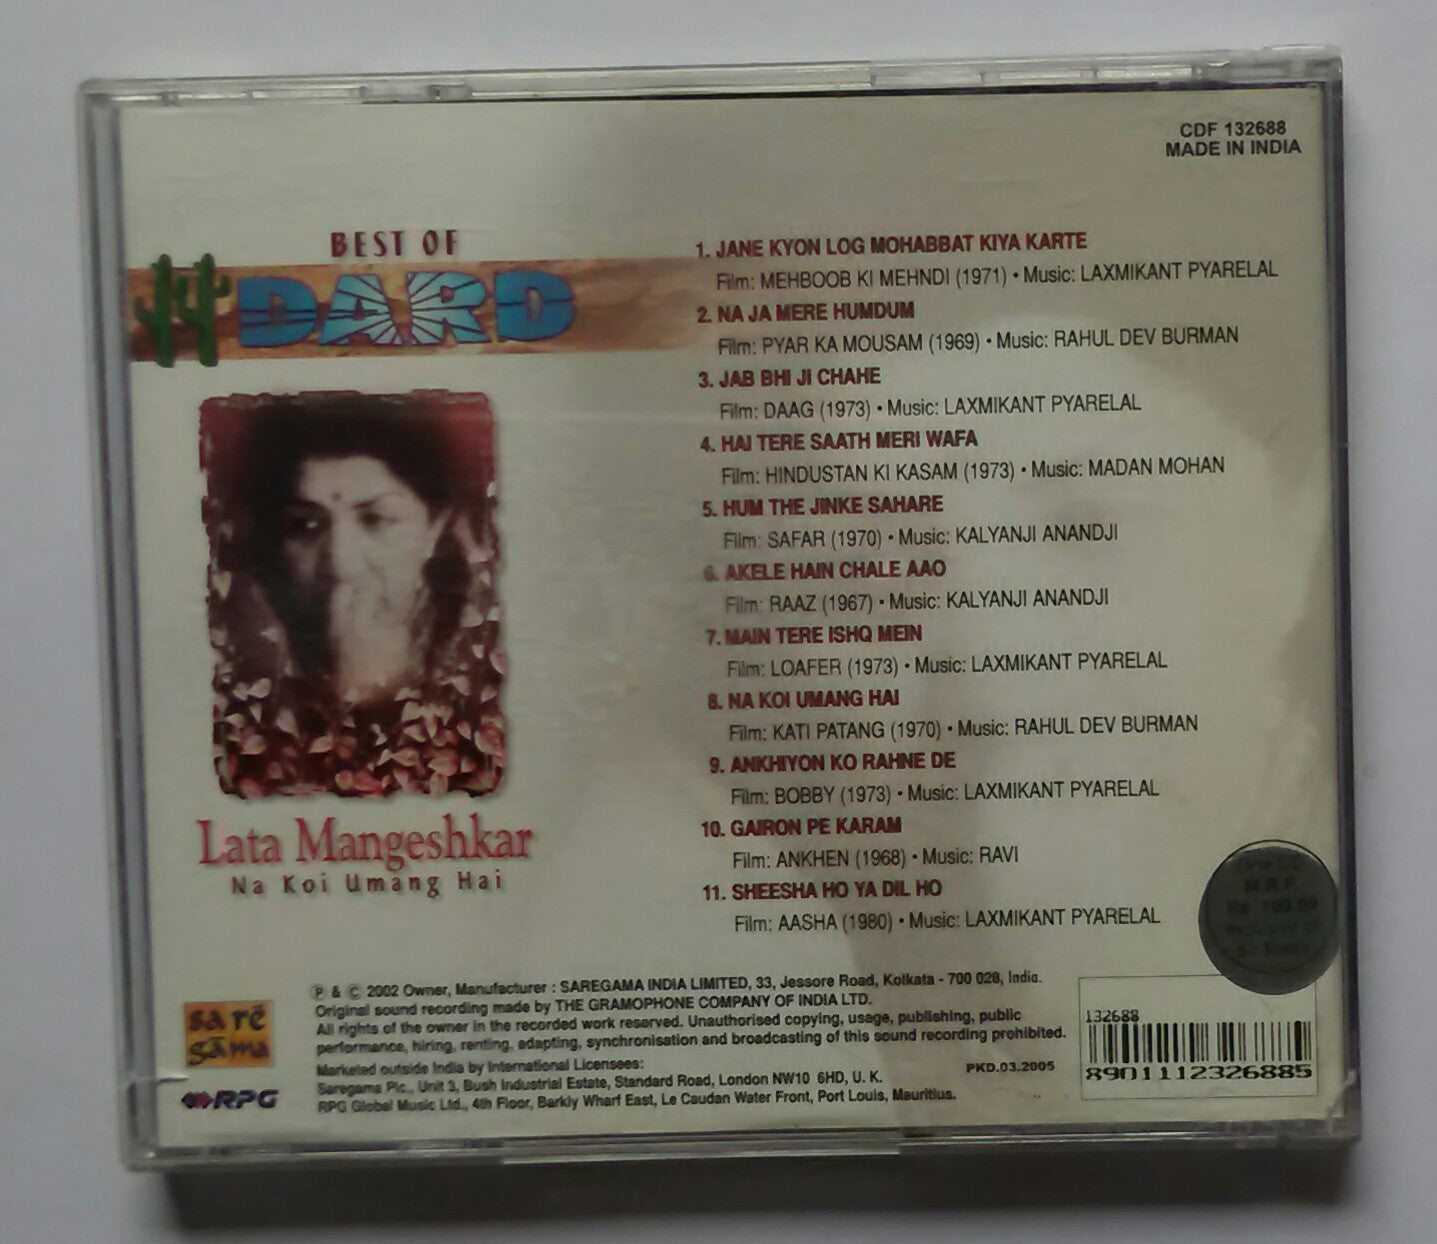 CDF 132688
MADE IN INDIA
BEST OF
DARD
Lata Mangeshkar
Na Koi Umang Hai
1. JANE KYON LOG MOHABBAT KIYA KARTE
Film: MEHBOOB KI MEHNDI (1971) • Music: LAXMIKANT PYARELAL
2. NA JA MERE HUMDUM
Film: PYAR KA MOUSAM (1969) • Music: RAHUL DEV BURMAN
3. JAB BHI JI CHAHE
Film: DAAG (1973) • Music: LAXMIKANT PYARELAL
4. HAI TERE SAATH MERI WAFA
Film: HINDUSTAN KI KASAM (1973) • Music: MADAN MOHAN
5. HUM THE JINKE SAHARE
Film: SAFAR (1970) • Music: KALYANJI ANANDJI
6. AKELE HAIN CHALE AAO
Film: RAAZ (1967) • Music: KALYANJI ANANDJI
7. MAIN TERE ISHQ MEIN
Film: LOAFER (1973) • Music: LAXMIKANT PYARELAL
8. NA KOI UMANG HAI
Film: KATI PATANG (1970) • Music: RAHUL DEV BURMAN
9. ANKHIYON KO RAHNE DE
Film: BOBBY (1973) • Music: LAXMIKANT PYARELAL
10. GAIRON PE KARAM
Film: ANKHEN (1968) • Music: RAVI
11. SHEESHA HO YA DIL HO
Film: AASHA (1980) • Music: LAXMIKANT PYARELAL
M.R.P.
sa rē
gama
RPG
℗ & © 2002 Owner, Manufacturer : SAREGAMA INDIA LIMITED, 33, Jessore Road, Kolkata - 700 028, India.
Original sound recording made by THE GRAMOPHONE COMPANY OF INDIA LTD.
All rights of the owner in the recorded work reserved. Unauthorised copying, usage, publishing, public
performance, hiring, renting, adapting, synchronisation and broadcasting of this sound recording prohibited.
Marketed outside India by International Licensees:
Saregama Plc., Unit 3, Bush Industrial Estate, Standard Road, London NW10 6HD, U. K.
RPG Global Music Ltd., 4th Floor, Barkly Wharf East, Le Caudan Water Front, Port Louis, Mauritius.
PKD.03.2005
132688
8901112326885